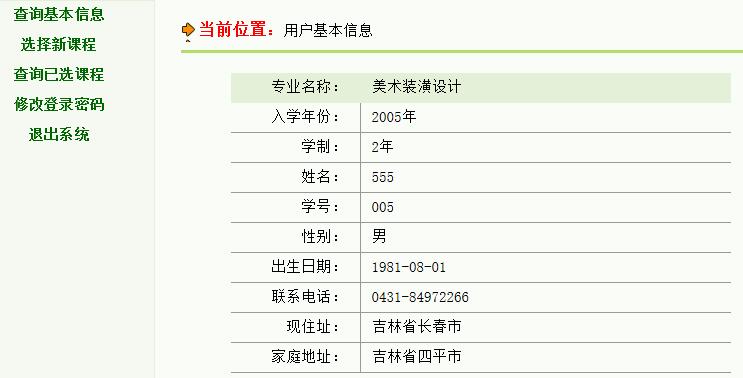 查询基本信息
选择新课程
查询已选课程
修改登录密码
退出系统
当前位置：用户基本信息
专业名称： 美术装潢设计
入学年份： 2005年
学制： 2年
姓名： 555
学号： 005
性别： 男
出生日期： 1981-08-01
联系电话： 0431-84972266
现住址： 吉林省长春市
家庭地址： 吉林省四平市